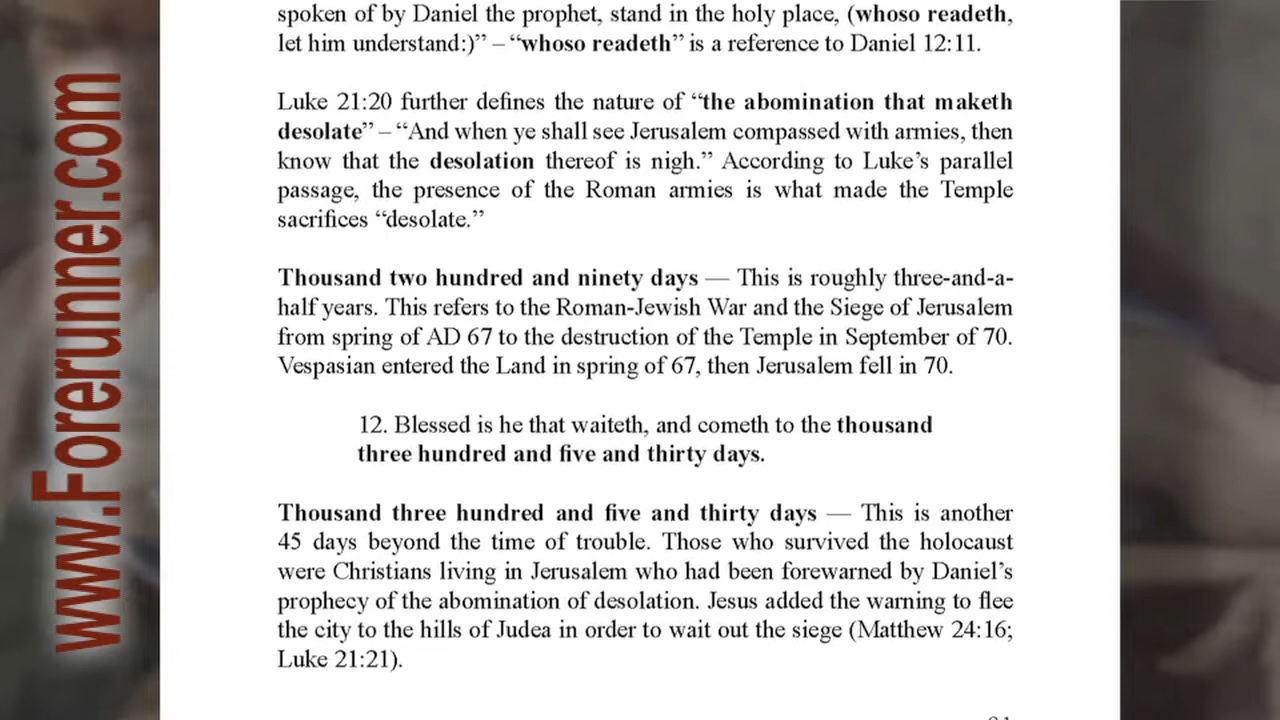 www.Forerunner.com
spoken of by Daniel the prophet, stand in the holy place, (whoso readeth,
let him understand:)” – “whoso readeth” is a reference to Daniel 12:11.
Luke 21:20 further defines the nature of “the abomination that maketh
desolate” – “And when ye shall see Jerusalem compassed with armies, then
know that the desolation thereof is nigh.” According to Luke’s parallel
passage, the presence of the Roman armies is what made the Temple
sacrifices “desolate.”
Thousand two hundred and ninety days — This is roughly three-and-a-
half years. This refers to the Roman-Jewish War and the Siege of Jerusalem
from spring of AD 67 to the destruction of the Temple in September of 70.
Vespasian entered the Land in spring of 67, then Jerusalem fell in 70.
12. Blessed is he that waiteth, and cometh to the thousand
three hundred and five and thirty days.
Thousand three hundred and five and thirty days — This is another
45 days beyond the time of trouble. Those who survived the holocaust
were Christians living in Jerusalem who had been forewarned by Daniel’s
prophecy of the abomination of desolation. Jesus added the warning to flee
the city to the hills of Judea in order to wait out the siege (Matthew 24:16;
Luke 21:21).